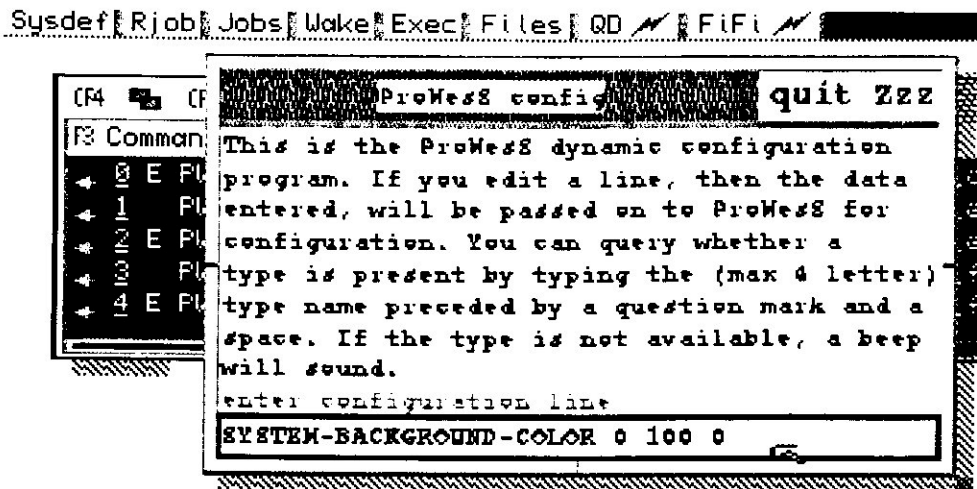 Sysdef Rjob Jobs Wake Exec Files QD FiFi
CF4
ProWesS config quit Zzz
F3 Comman
0 E
1
2 E
3
4 E
This is the ProWesS dynamic configuration
program. If you edit a line, then the data
entered, will be passed on to ProWesS for
configuration. You can query whether a
type is present by typing the (max 4 letter)
type name preceded by a question mark and a
space. If the type is not available, a beep
will sound.
enter configuration line
SYSTEM-BACKGROUND-COLOR 0 100 0